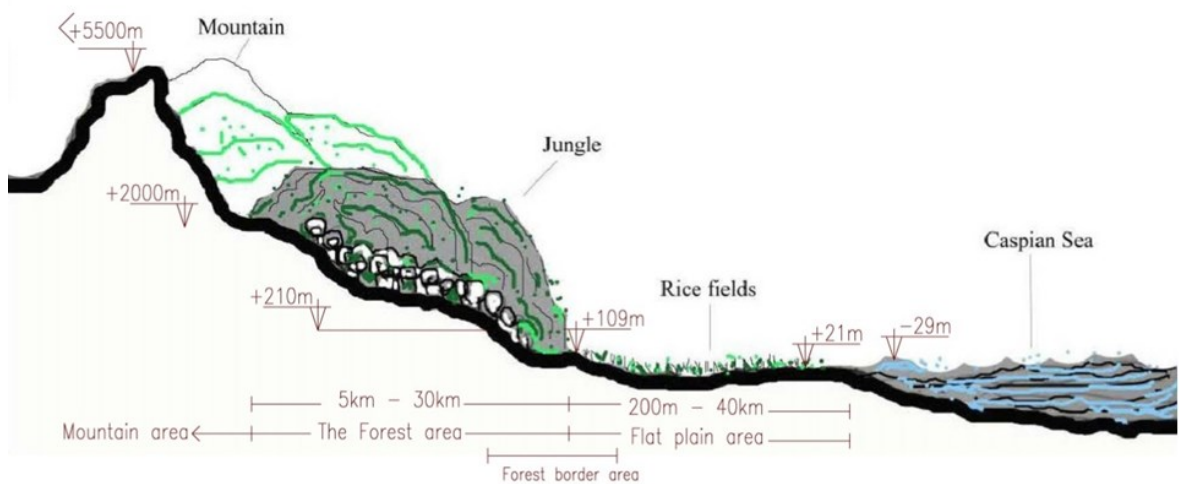 <+5500m
Mountain
Jungle
+2000m
Caspian Sea
Rice fields
+210m
+109m
+21m
-29m
5km - 30km
200m - 40km
Mountain area
The Forest area
Flat plain area
Forest border area